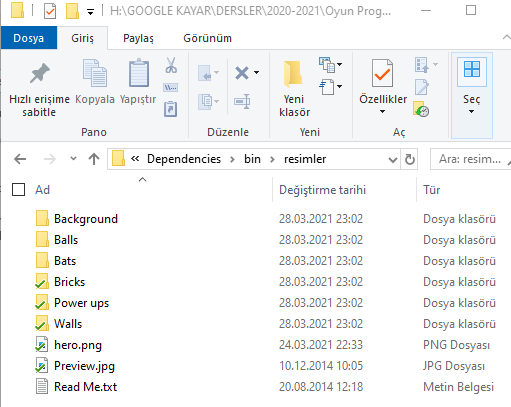 H:\GOOGLE KAYAR\DERSLER\2020-2021\Oyun Prog
Dosya Giriş Paylaş Görünüm
Hızlı erişime sabitle Kopyala Yapıştır Yeni klasör Özellikler Seç
Pano Düzenle Yeni Aç
« Dependencies > bin > resimler Ara: resim...
Ad Değiştirme tarihi Tür
Background 28.03.2021 23:02 Dosya klasörü
Balls 28.03.2021 23:02 Dosya klasörü
Bats 28.03.2021 23:02 Dosya klasörü
Bricks 28.03.2021 23:02 Dosya klasörü
Power ups 28.03.2021 23:02 Dosya klasörü
Walls 28.03.2021 23:02 Dosya klasörü
hero.png 24.03.2021 22:33 PNG Dosyası
Preview.jpg 10.12.2014 10:05 JPG Dosyası
Read Me.txt 20.08.2014 12:18 Metin Belgesi